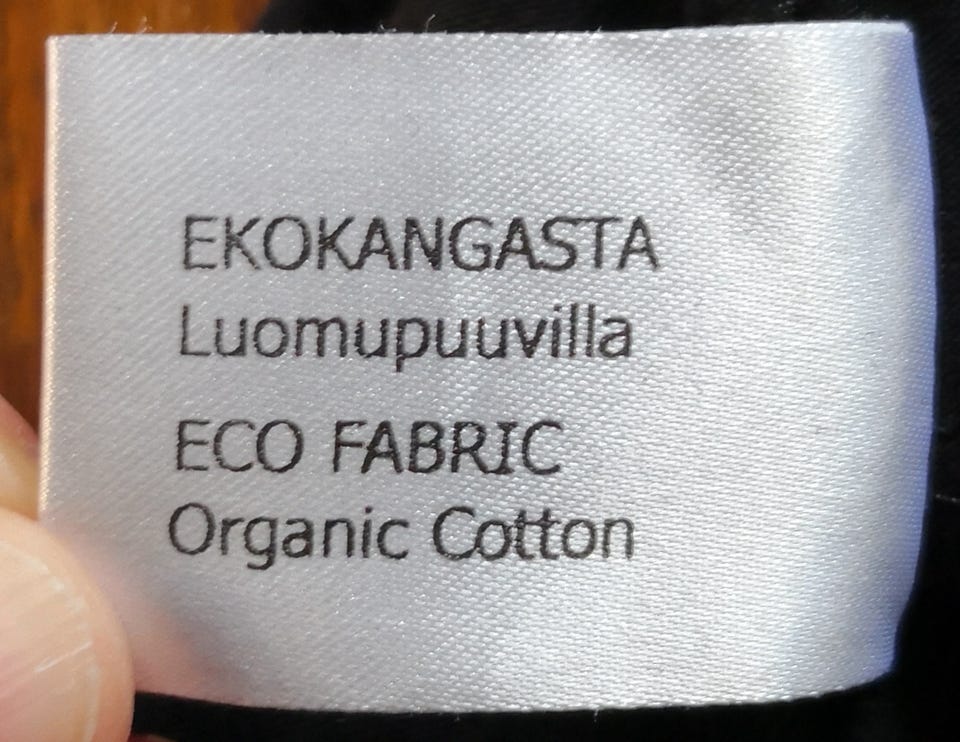 EKOKANGASTA
Luomupuuvilla
ECO FABRIC
Organic Cotton